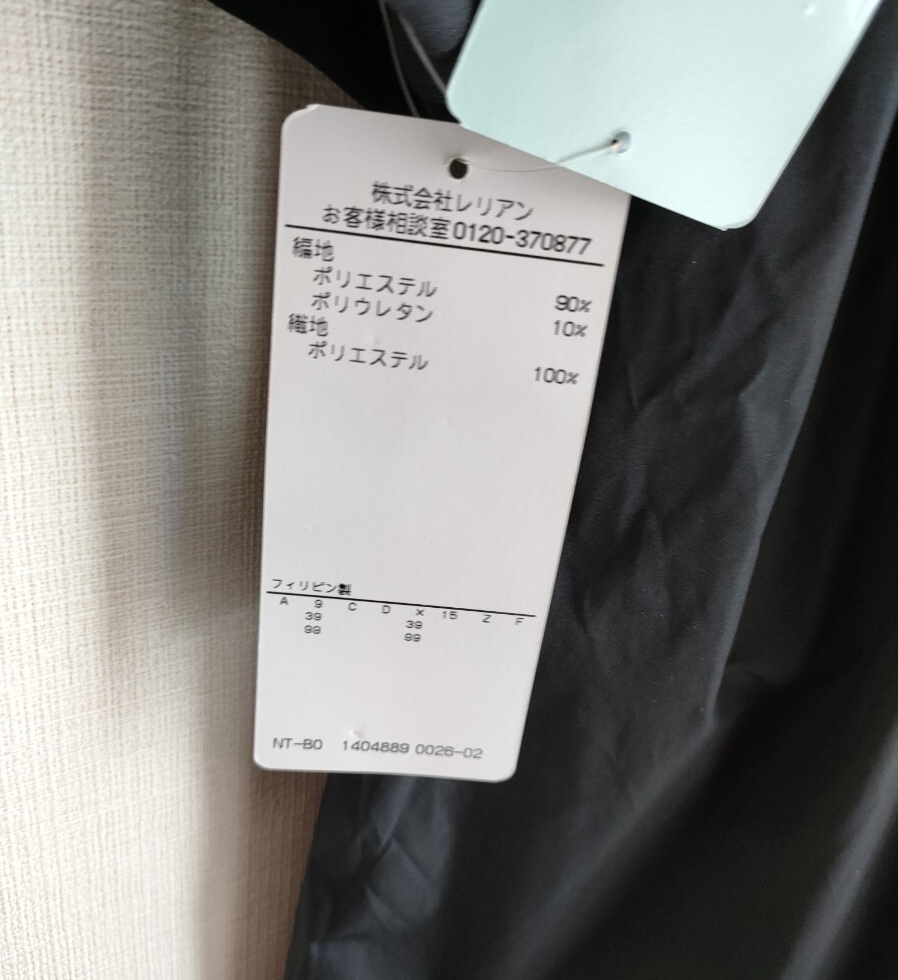 株式会社レリアン
お客様相談室0120-370877
編地
ポリエステル 90%
ポリウレタン 10%
織地
ポリエステル 100%
フィリピン製
A 9 C D × 15 Z F
39 39
99 99
NT-B0 1404889 0026-02